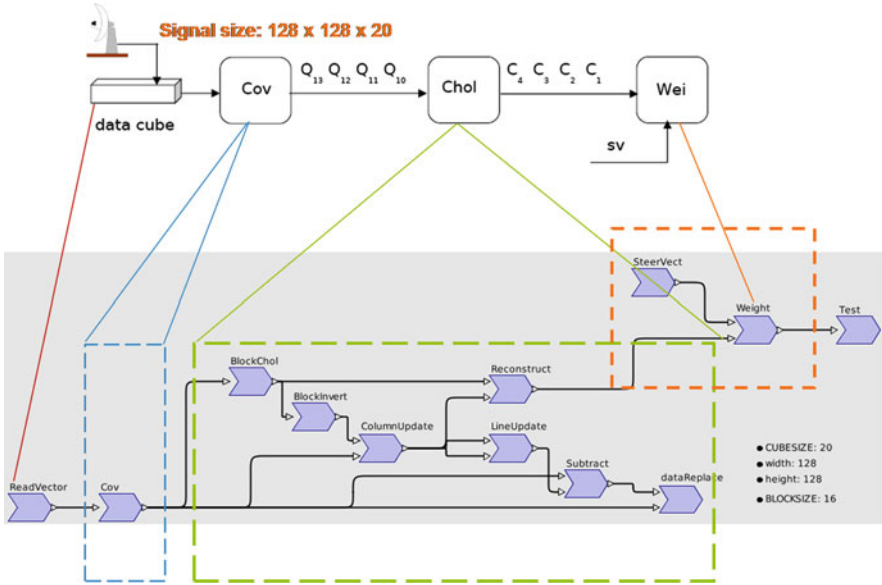 Signal size: 128 x 128 x 20
Q13 Q12 Q11 Q10
C4 C3 C2 C1
Cov
Chol
Wei
data cube
sv
SteerVect
Weight
Test
BlockChol
Reconstruct
BlockInvert
ColumnUpdate
LineUpdate
Subtract
dataReplace
ReadVector
Cov
● CUBESIZE: 20
● width: 128
● height: 128
● BLOCKSIZE: 16